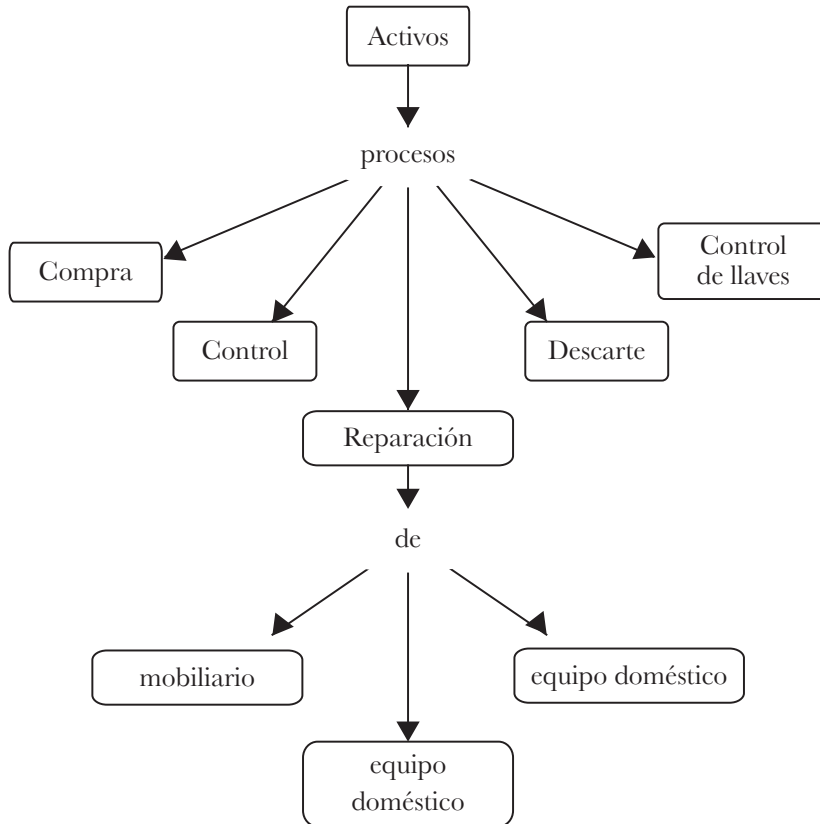 Activos
procesos
Compra
Control
de llaves
Control
Descarte
Reparación
de
mobiliario
equipo doméstico
equipo
doméstico